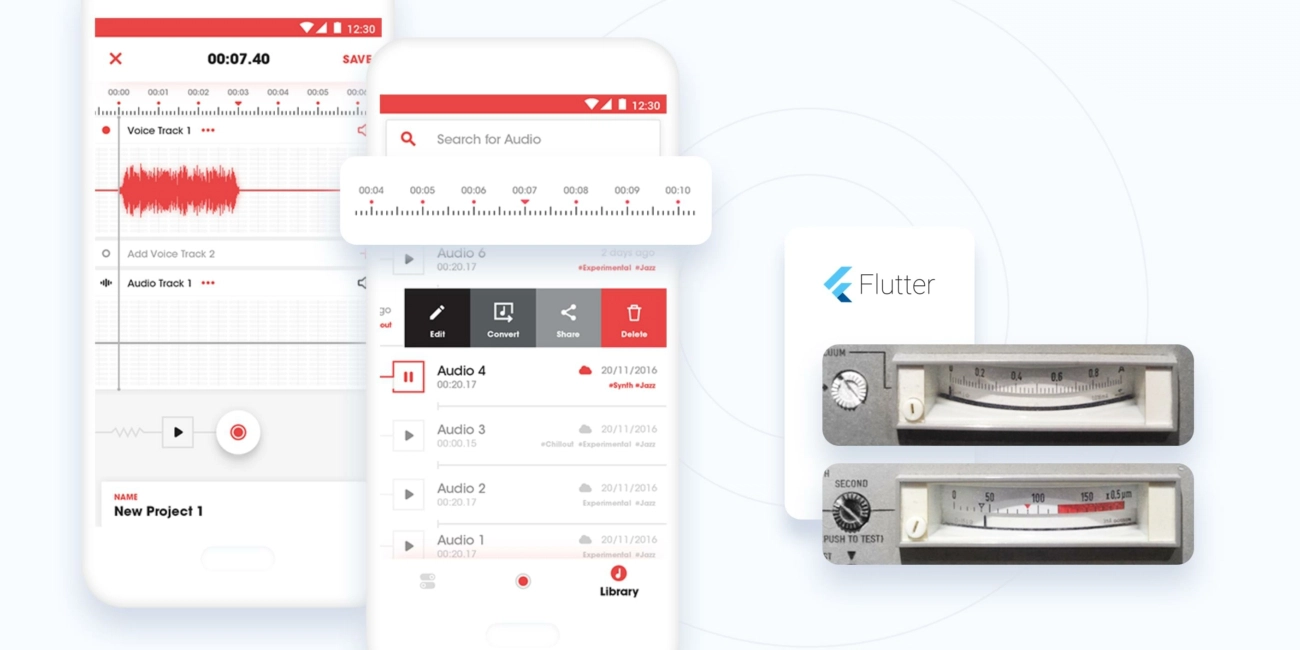 12:30
00:07.40
SAVE
00:00 00:01 00:02 00:03 00:04 00:05
Voice Track 1
Add Voice Track 2
Audio Track 1
NAME
New Project 1
12:30
Search for Audio
00:04 00:05 00:06 00:07 00:08 00:09 00:10
Audio 6
2 days ago
00:20.17
#Experimental #Jazz
go
out
Edit
Convert
Share
Delete
Audio 4
20/11/2016
00:20.17
#Synth #Jazz
Audio 3
20/11/2016
00:00.15
#Chillout #Experimental #Jazz
Audio 2
20/11/2016
00:20.17
Experimental #Jazz
Audio 1
20/11/2016
00:20.17
Experimental #Jazz
Library
Flutter
0 0.2 0.4 0.6 0.8
SECOND
0 50 100 150 x0.5μm
PUSH TO TEST)